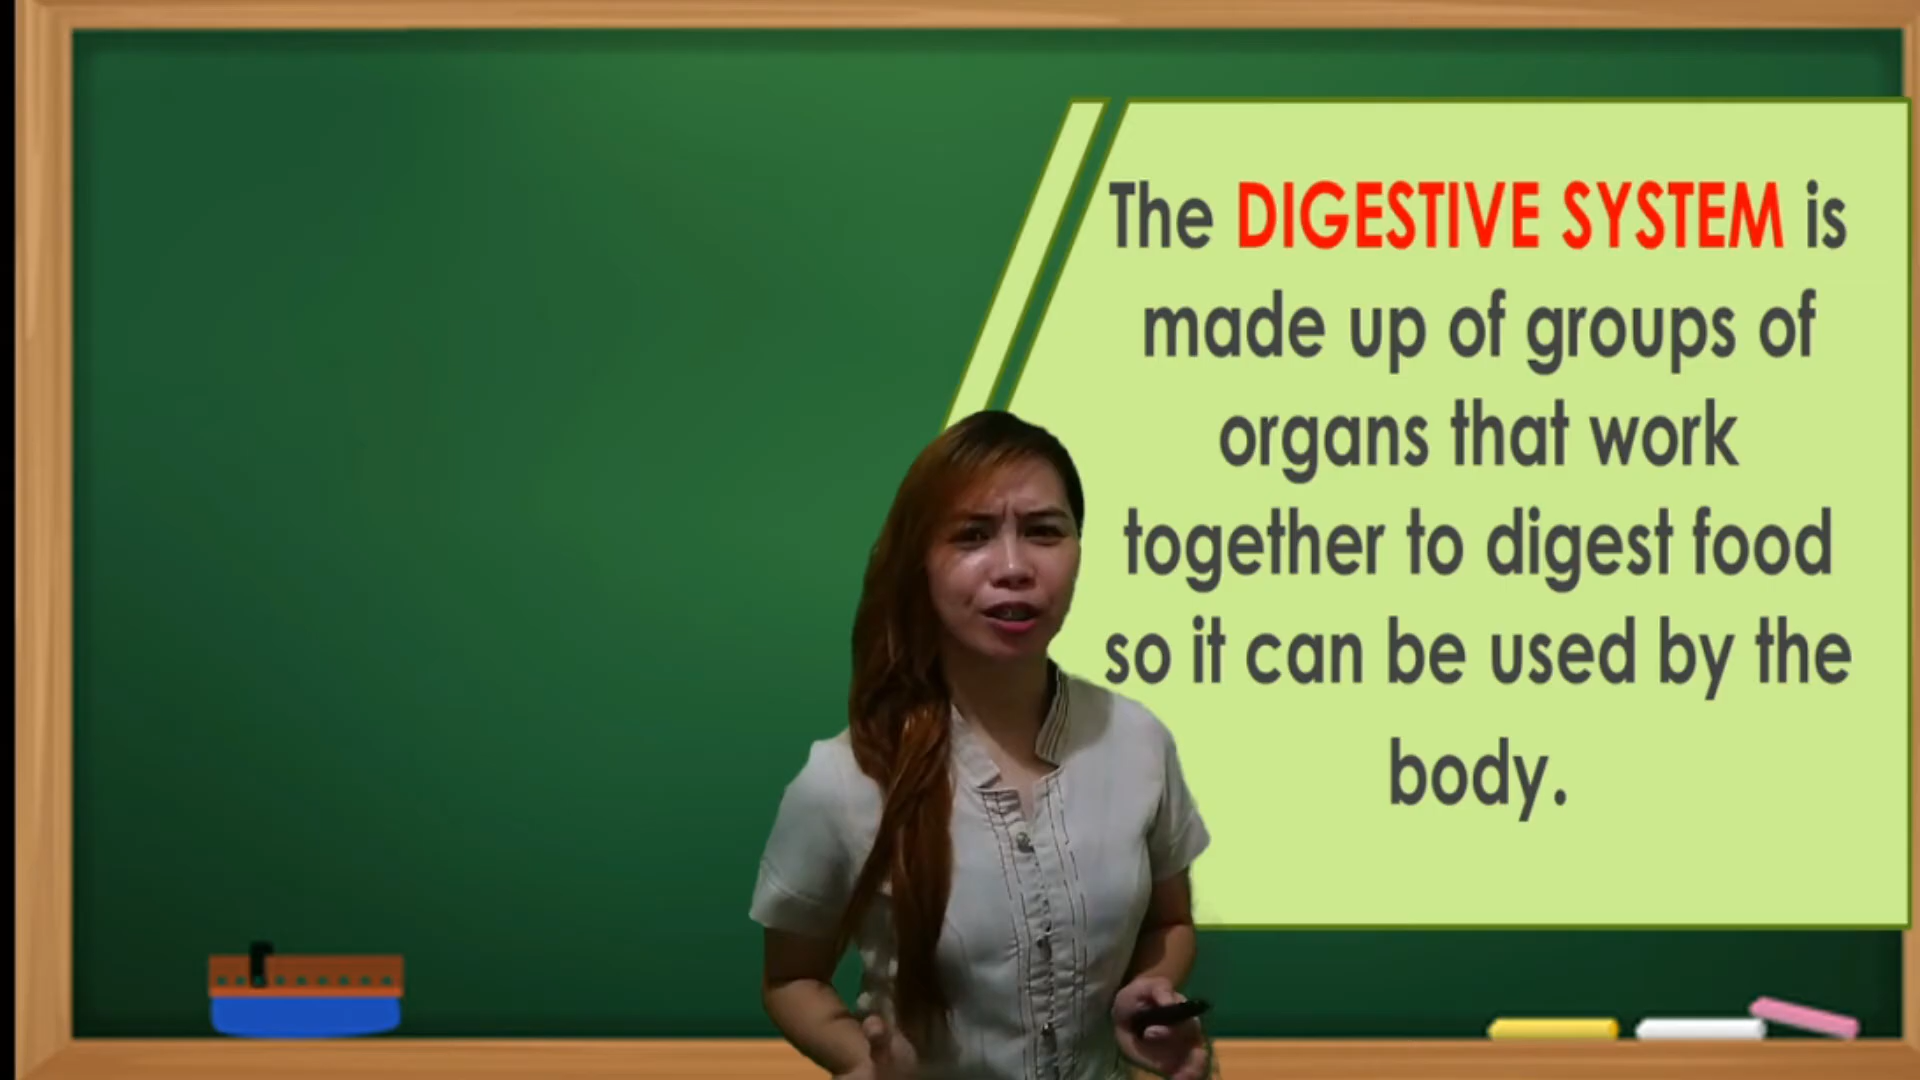 The DIGESTIVE SYSTEM is
made up of groups of
organs that work
together to digest food
so it can be used by the
body.